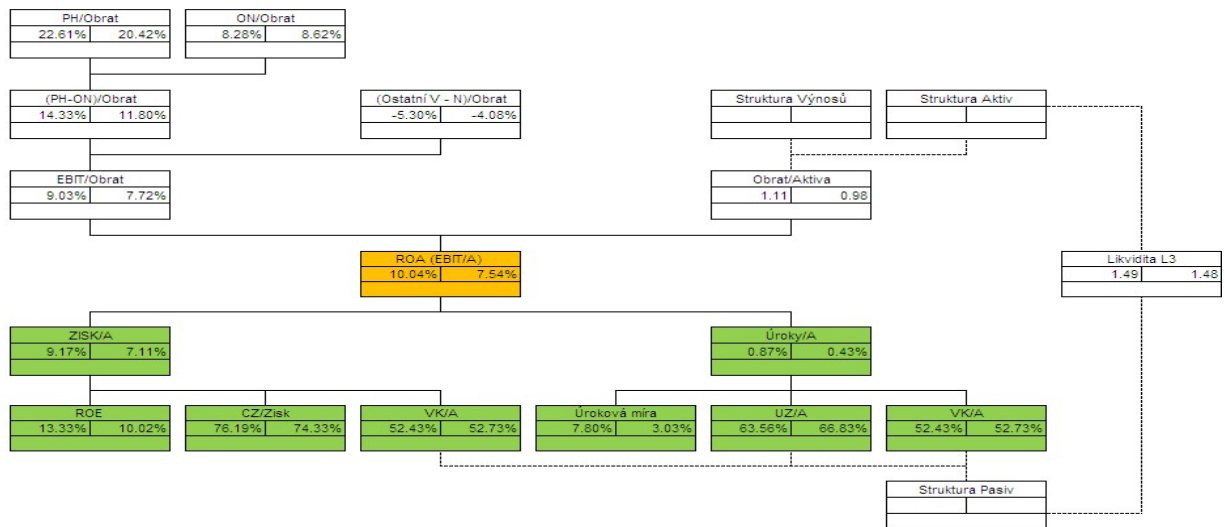 PH/Obrat ON/Obrat
22.61% 20.42% 8.28% 8.62%
(PH-ON)/Obrat (Ostatní V - N)/Obrat Struktura Výnosů Struktura Aktiv
14.33% 11.80% -5.30% -4.08%
EBIT/Obrat Obrat/Aktiva
9.03% 7.72% 1.11 0.98
ROA (EBIT/A) Likvidita L3
10.04% 7.54% 1.49 1.48
ZISK/A Úroky/A
9.17% 7.11% 0.87% 0.43%
ROE CZ/Zisk VK/A Úroková míra UZ/A VK/A
13.33% 10.02% 76.19% 74.33% 52.43% 52.73% 7.80% 3.03% 63.56% 66.83% 52.43% 52.73%
Struktura Pasiv